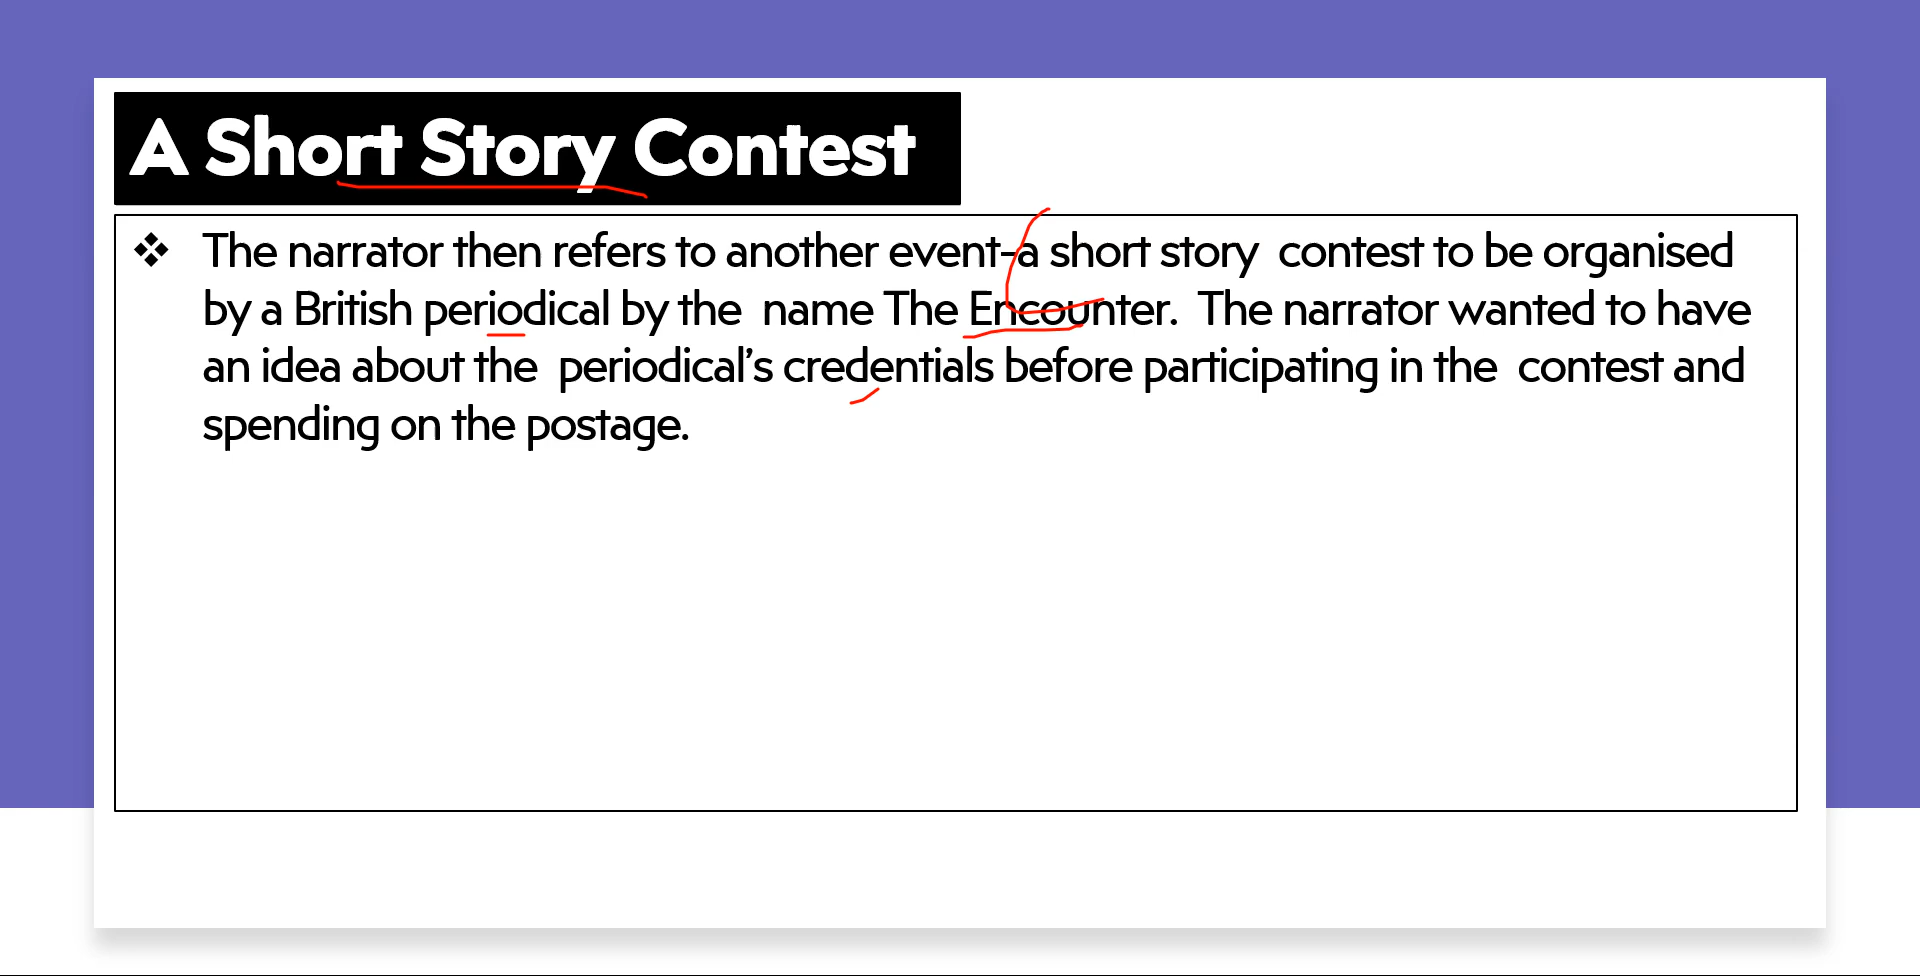 A Short Story Contest
❖ The narrator then refers to another event-a short story  contest to be organised
by a British periodical by the  name The Encounter.  The narrator wanted to have
an idea about the  periodical’s credentials before participating in the  contest and
spending on the postage.